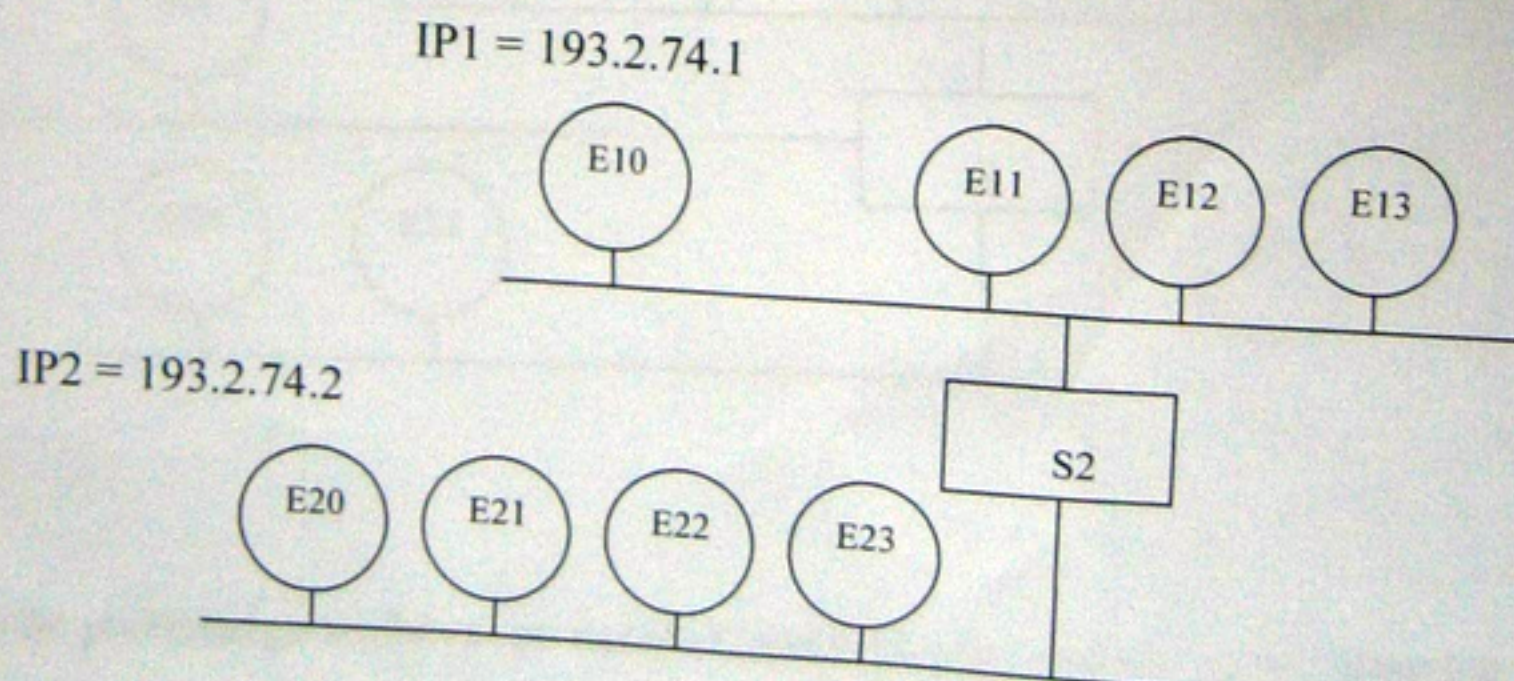 IP1 = 193.2.74.1
E10
E11
E12
E13
IP2 = 193.2.74.2
S2
E20
E21
E22
E23